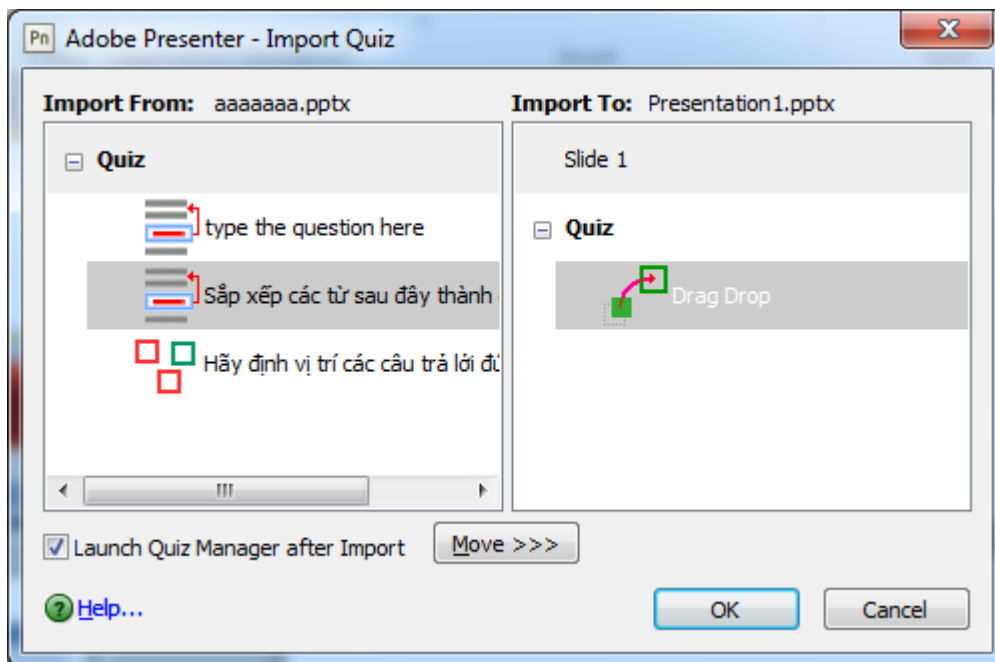 Pn Adobe Presenter - Import Quiz
Import From: aaaaaaa.pptx
Import To: Presentation1.pptx
Quiz
type the question here
Sắp xếp các từ sau đây thành
Hãy định vị trí các câu trả lời
Slide 1
Quiz
Drag Drop
Launch Quiz Manager after Import
Move >>>
Help...
OK
Cancel